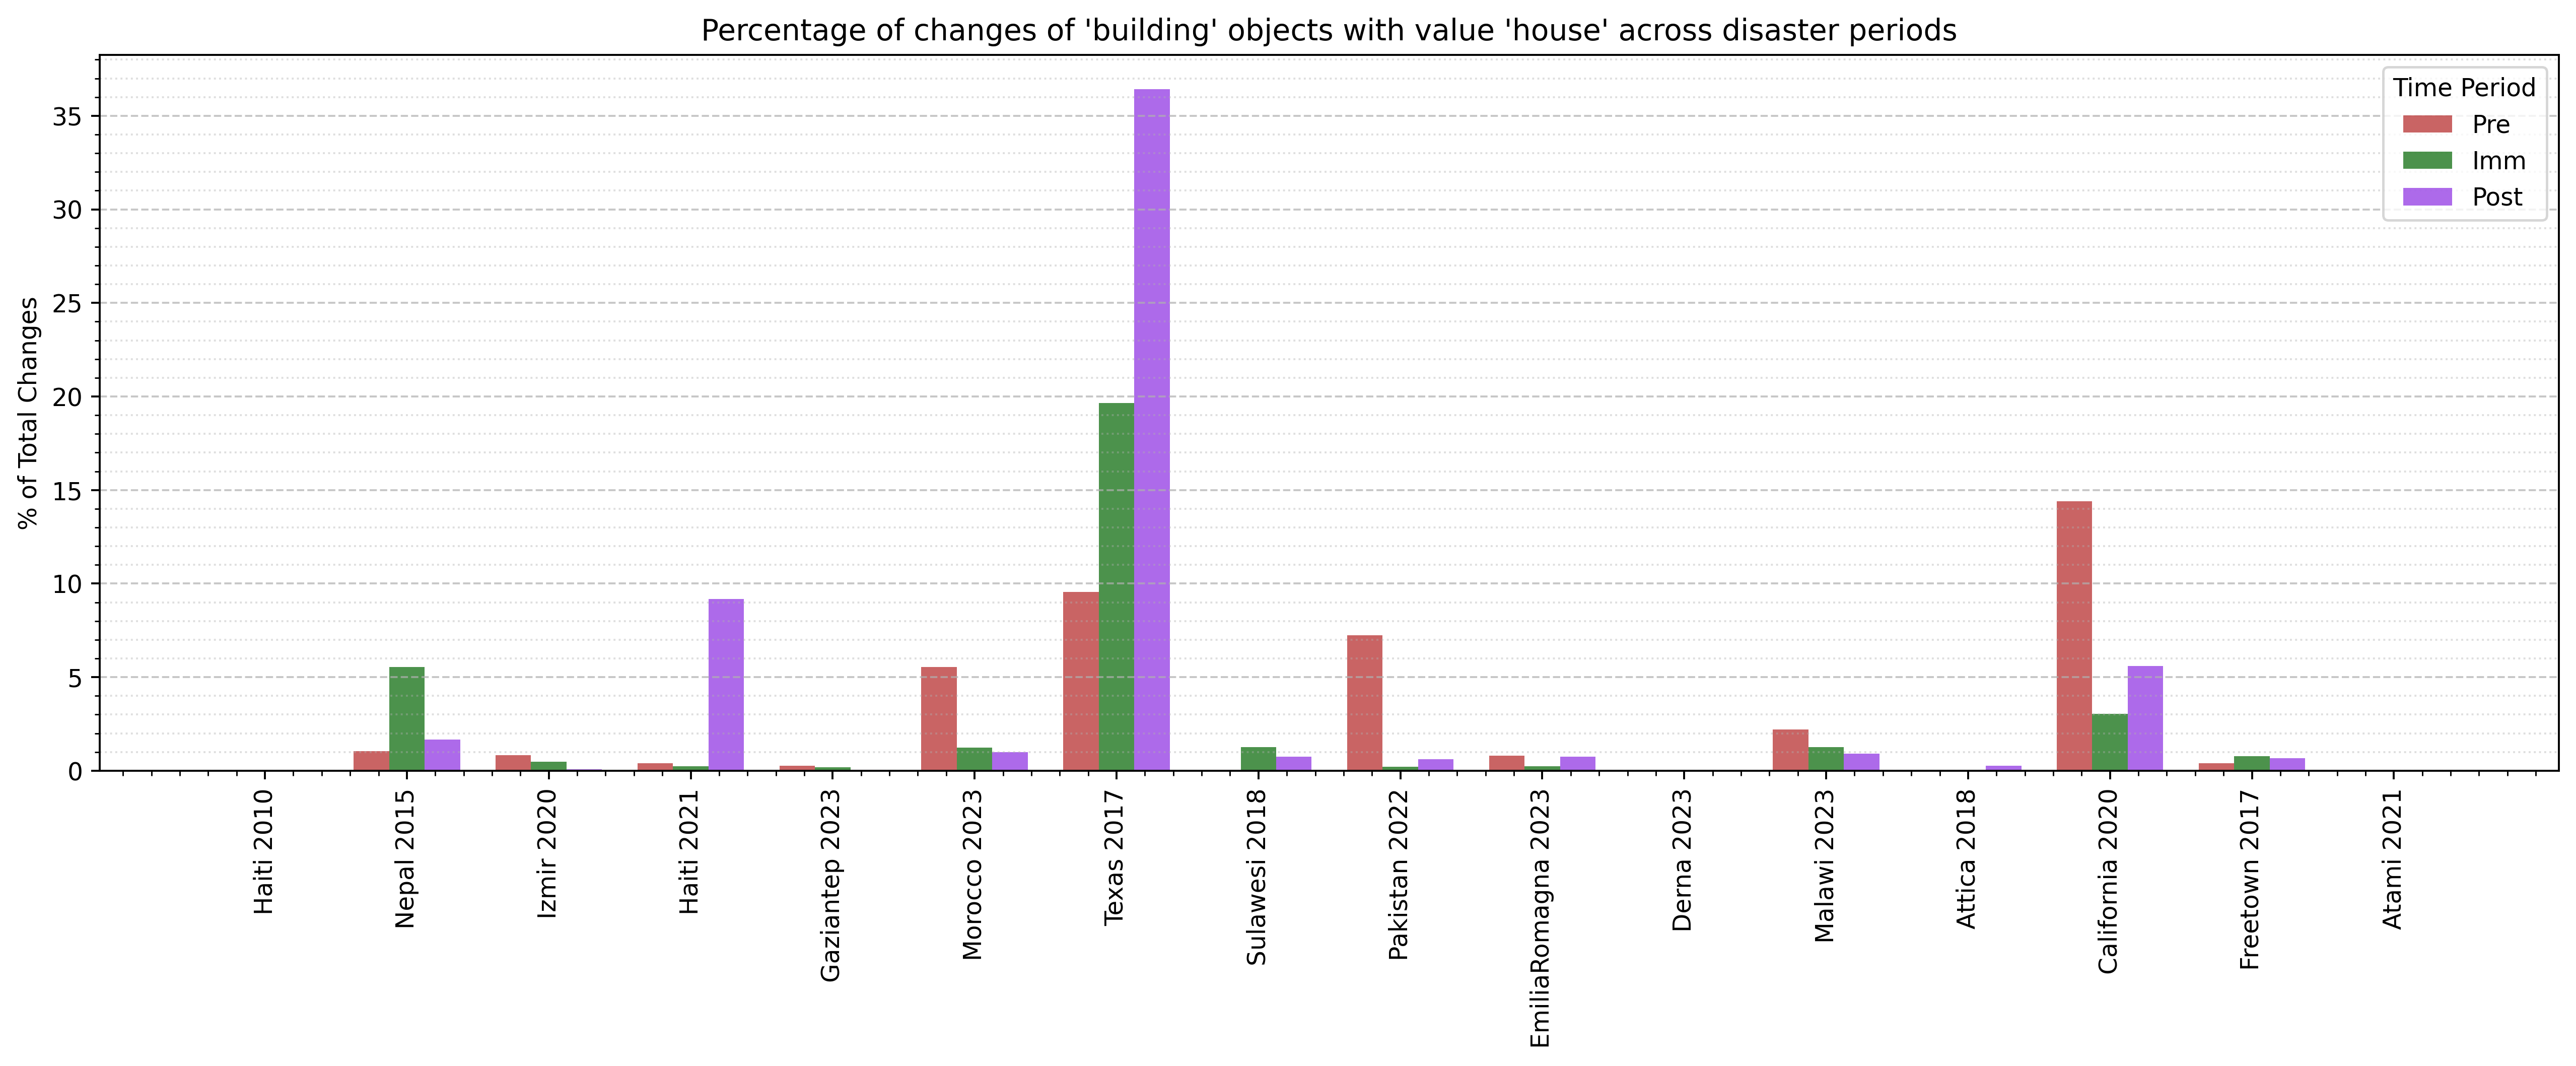 Percentage of changes of 'building' objects with value 'house' across disaster periods
% of Total Changes
35
30
25
20
15
10
5
0
Time Period
Pre
Imm
Post
Haiti 2010
Nepal 2015
Izmir 2020
Haiti 2021
Gaziantep 2023
Morocco 2023
Texas 2017
Sulawesi 2018
Pakistan 2022
EmiliaRomagna 2023
Derna 2023
Malawi 2023
Attica 2018
California 2020
Freetown 2017
Atami 2021